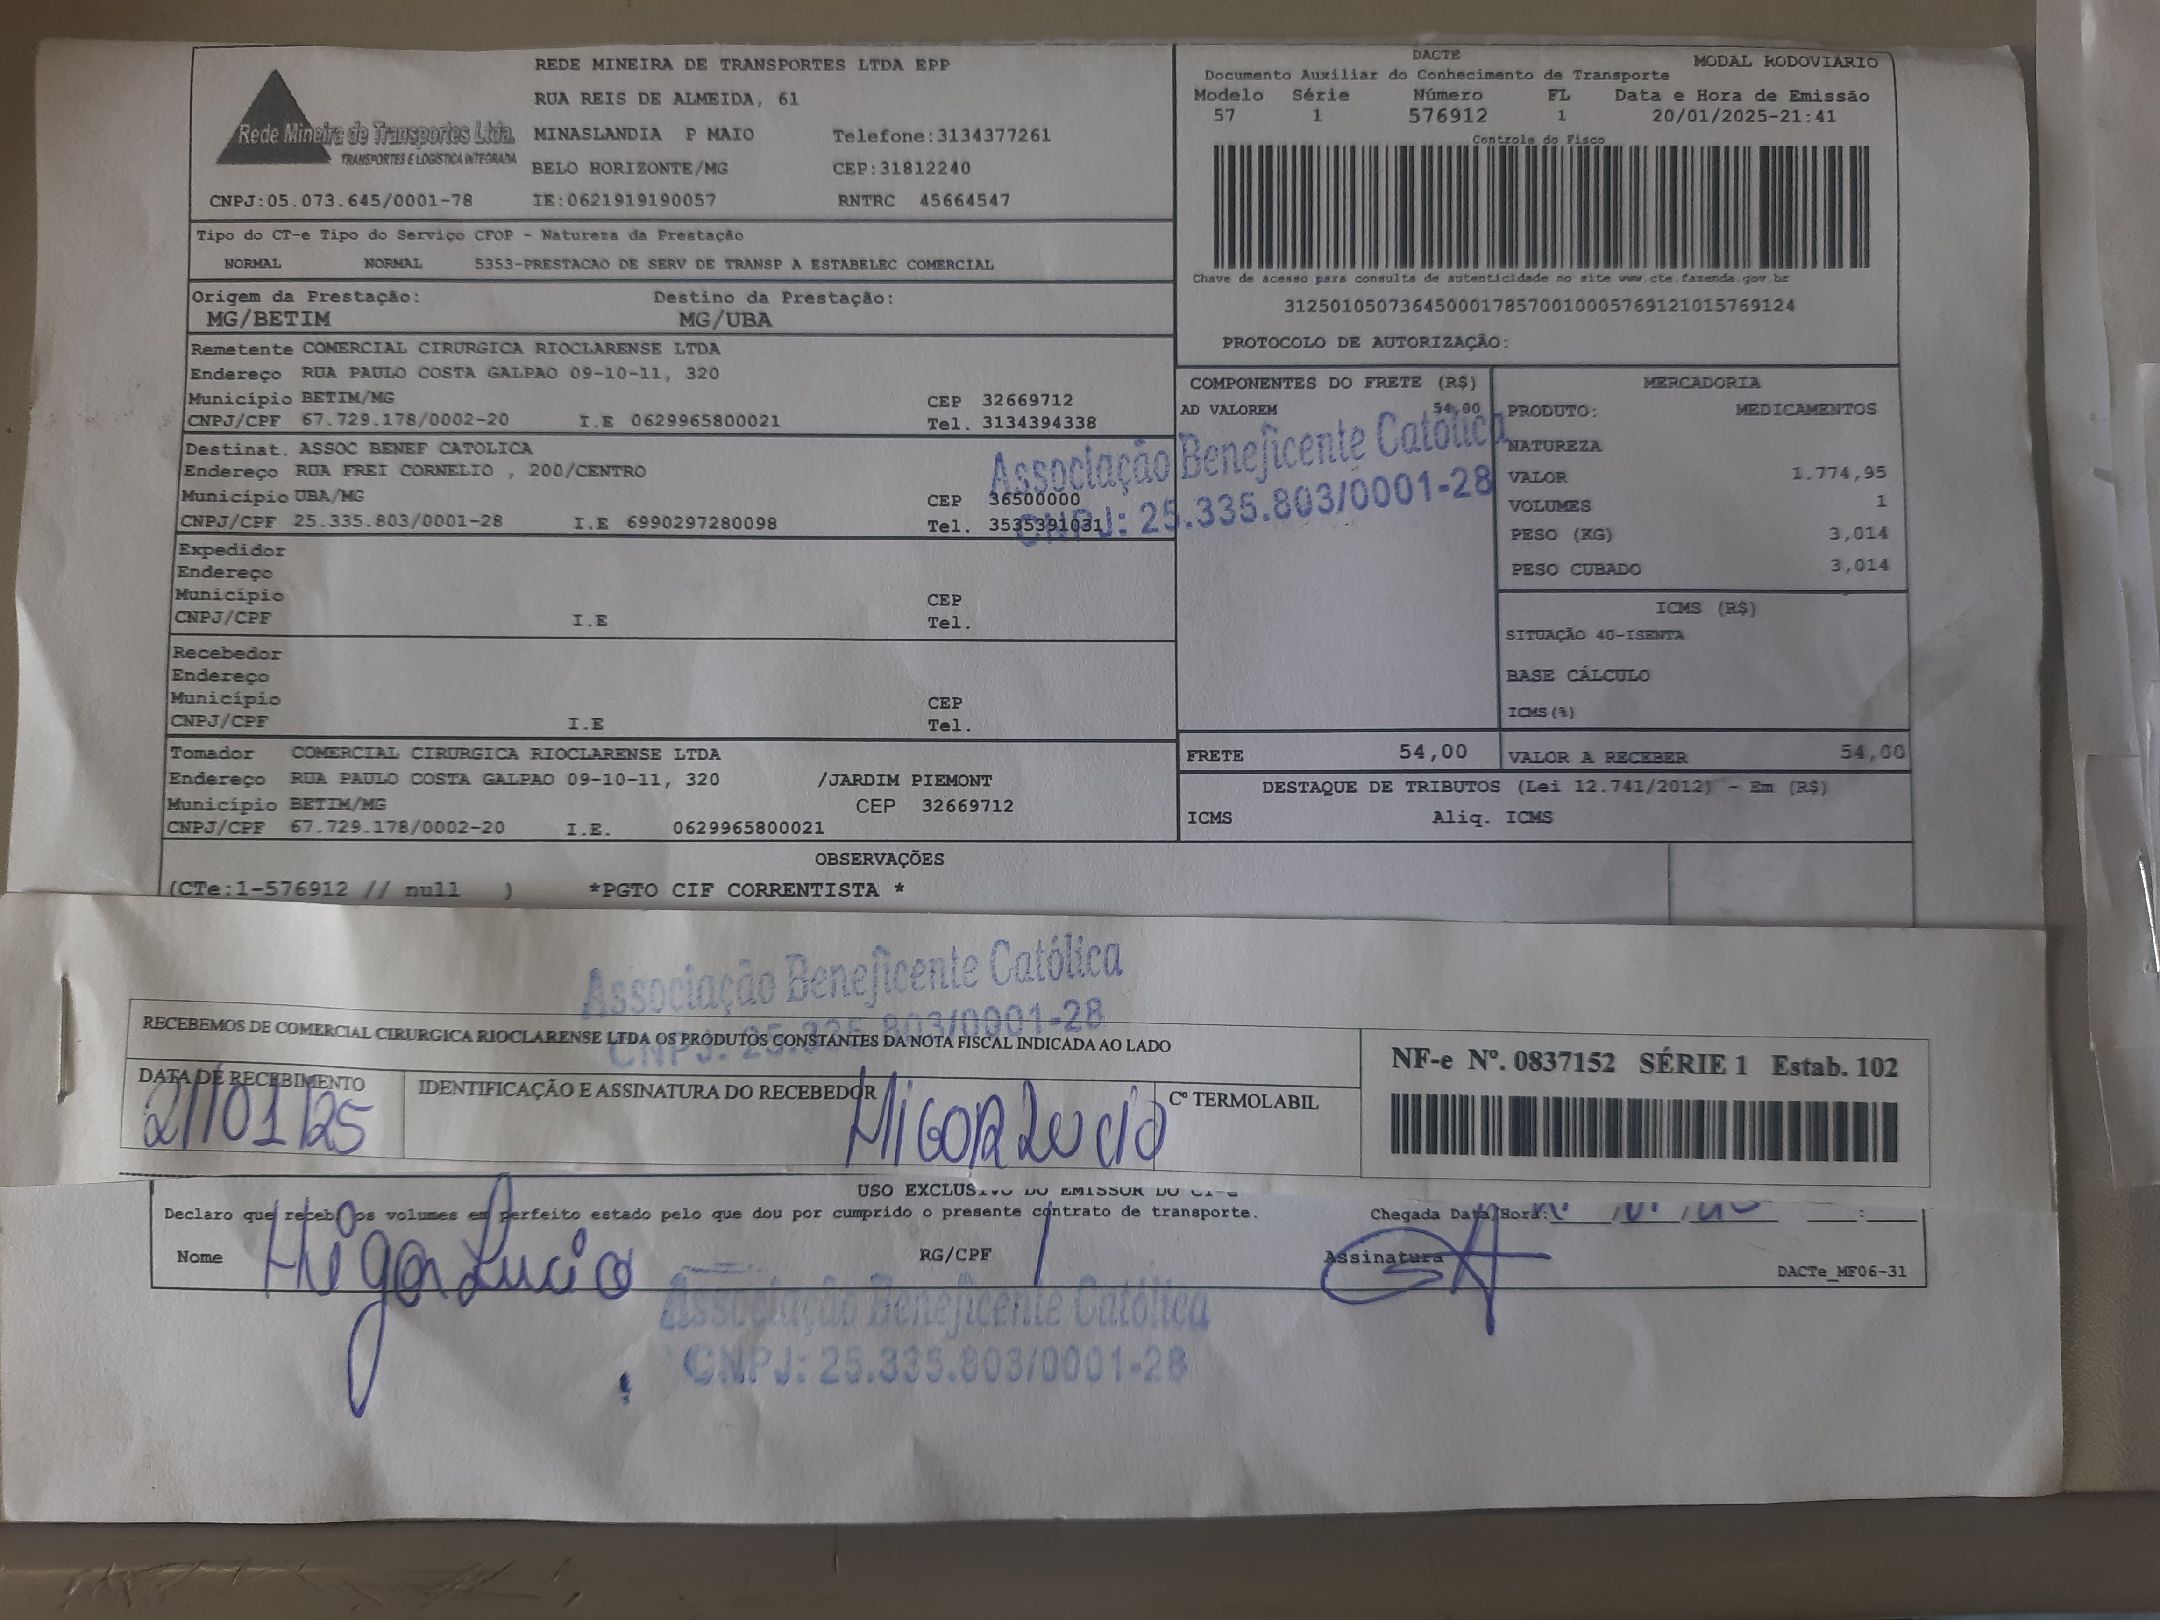 REDE MINEIRA DE TRANSPORTES LTDA EPP
RUA REIS DE ALMEIDA, 61
Rede Mineira de Transportes Ltda.
TRANSPORTES E LOGÍSTICA INTEGRADA
MINASLANDIA P MAIO Telefone:3134377261
BELO HORIZONTE/MG CEP:31812240
CNPJ:05.073.645/0001-78 IE:0621919190057 RNTRC 45664547
DACTE MODAL RODOVIÁRIO
Documento Auxiliar do Conhecimento de Transporte
Modelo Série Número FL Data e Hora de Emissão
57 1 576912 1 20/01/2025-21:41
Controle do Fisco
Chave de acesso para consulta de autenticidade no site www.cte.fazenda.gov.br
31250105073645000178570010005769121015769124
PROTOCOLO DE AUTORIZAÇÃO:
Tipo do CT-e Tipo do Serviço CFOP - Natureza da Prestação
NORMAL NORMAL 5353-PRESTACAO DE SERV DE TRANSP A ESTABELEC COMERCIAL
Origem da Prestação: Destino da Prestação:
MG/BETIM MG/UBA
Remetente COMERCIAL CIRURGICA RIOCLARENSE LTDA
Endereço RUA PAULO COSTA GALPAO 09-10-11, 320
Município BETIM/MG CEP 32669712
CNPJ/CPF 67.729.178/0002-20 I.E 0629965800021 Tel. 3134394338
Destinat. ASSOC BENEF CATOLICA
Endereço RUA FREI CORNELIO , 200/CENTRO
Município UBA/MG CEP 36500000
CNPJ/CPF 25.335.803/0001-28 I.E 6990297280098 Tel. 3535391031
Associação Beneficente Católica
CNPJ: 25.335.803/0001-28
Expedidor
Endereço
Município CEP
CNPJ/CPF I.E Tel.
Recebedor
Endereço
Município CEP
CNPJ/CPF I.E Tel.
Tomador COMERCIAL CIRURGICA RIOCLARENSE LTDA
Endereço RUA PAULO COSTA GALPAO 09-10-11, 320 /JARDIM PIEMONT
Município BETIM/MG CEP 32669712
CNPJ/CPF 67.729.178/0002-20 I.E. 0629965800021
COMPONENTES DO FRETE (R$)
AD VALOREM 54,00
FRETE 54,00
MERCADORIA
PRODUTO: MEDICAMENTOS
NATUREZA
VALOR 1.774,95
VOLUMES 1
PESO (KG) 3,014
PESO CUBADO 3,014
ICMS (R$)
SITUAÇÃO 40-ISENTA
BASE CÁLCULO
ICMS(%)
VALOR A RECEBER 54,00
DESTAQUE DE TRIBUTOS (Lei 12.741/2012) - Em (R$)
ICMS Aliq. ICMS
OBSERVAÇÕES
(CTe:1-576912 // null ) *PGTO CIF CORRENTISTA *
Associação Beneficente Católica
CNPJ: 25.335.803/0001-28
RECEBEMOS DE COMERCIAL CIRURGICA RIOCLARENSE LTDA OS PRODUTOS CONSTANTES DA NOTA FISCAL INDICADA AO LADO
DATA DE RECEBIMENTO IDENTIFICAÇÃO E ASSINATURA DO RECEBEDOR Cº TERMOLABIL
21/01/25 Higor Lucio
NF-e Nº. 0837152 SÉRIE 1 Estab. 102
USO EXCLUSIVO DO EMISSOR DO CT-e
Declaro que recebi os volumes em perfeito estado pelo que dou por cumprido o presente contrato de transporte. Chegada Data/Hora:
Nome Higor Lucio RG/CPF Assinatura
DACTe_MF06-31
Associação Beneficente Católica
CNPJ: 25.335.803/0001-28